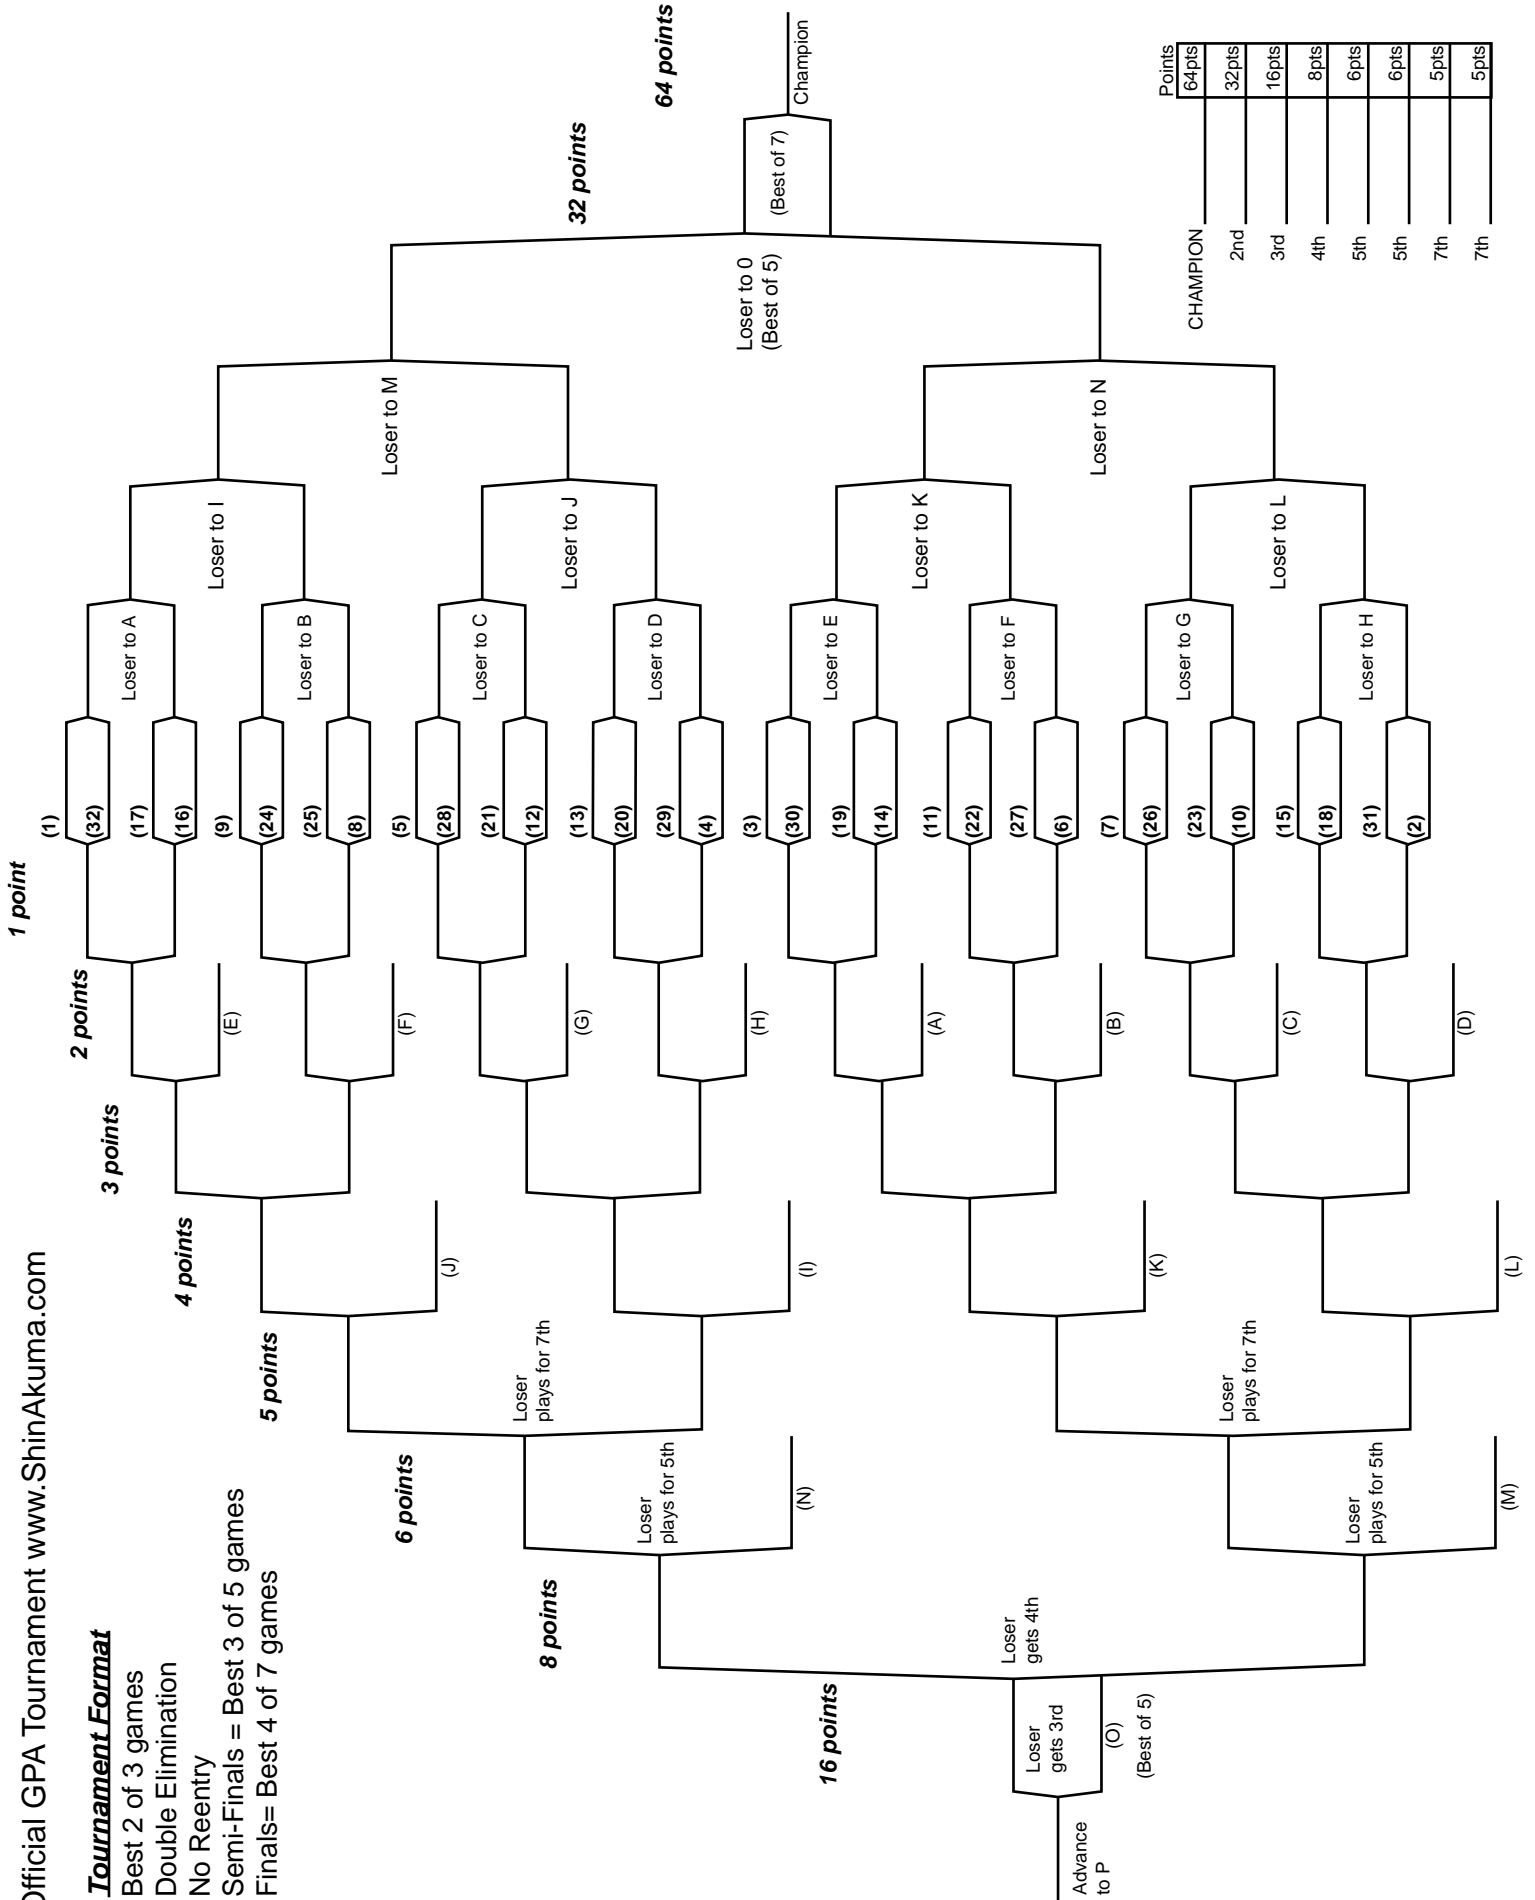 Official GPA Tournament www.ShinAkuma.com
Tournament Format
Best 2 of 3 games
Double Elimination
No Reentry
Semi-Finals = Best 3 of 5 games
Finals= Best 4 of 7 games
16 points
8 points
6 points
5 points
4 points
3 points
2 points
1 point
32 points
64 points
(1)
(32)
(17)
(16)
(9)
(24)
(25)
(8)
(5)
(28)
(21)
(12)
(13)
(20)
(29)
(4)
(3)
(30)
(19)
(14)
(11)
(22)
(27)
(6)
(7)
(26)
(23)
(10)
(15)
(18)
(31)
(2)
Loser to A
Loser to B
Loser to C
Loser to D
Loser to E
Loser to F
Loser to G
Loser to H
Loser to I
Loser to J
Loser to K
Loser to L
Loser to M
Loser to N
Loser to 0
(Best of 5)
(Best of 7)
Champion
(E)
(F)
(G)
(H)
(A)
(B)
(C)
(D)
(J)
(I)
(K)
(L)
Loser
plays for 7th
Loser
plays for 7th
Loser
plays for 5th
(N)
Loser
plays for 5th
(M)
Loser
gets 4th
Loser
gets 3rd
(O)
(Best of 5)
Advance
to P
Points
CHAMPION 64pts
2nd 32pts
3rd 16pts
4th 8pts
5th 6pts
5th 6pts
7th 5pts
7th 5pts